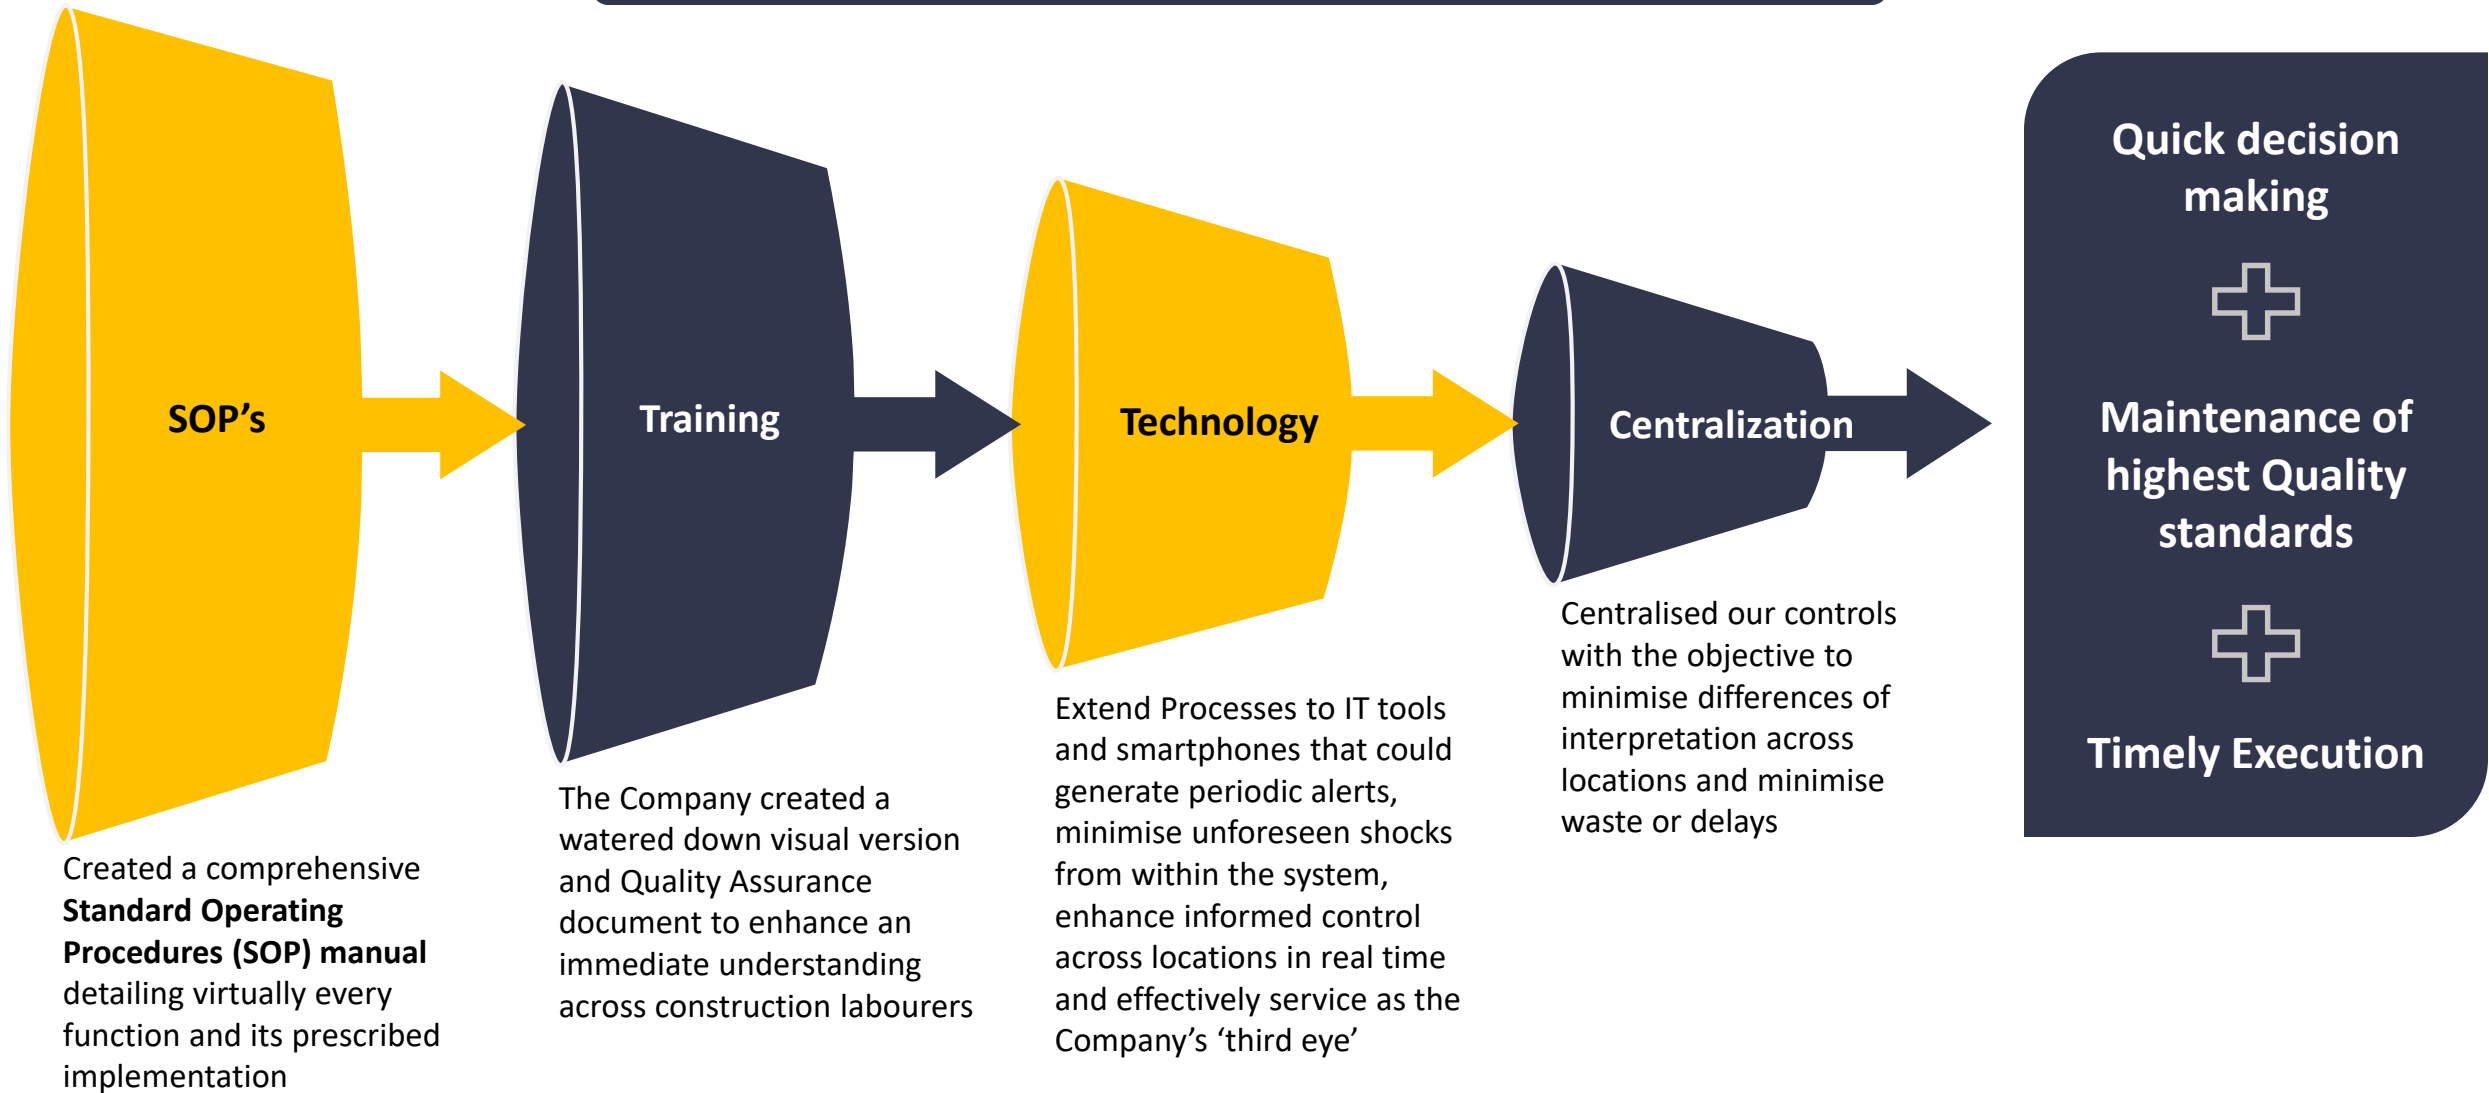 SOP’s
Created a comprehensive
Standard Operating
Procedures (SOP) manual
detailing virtually every
function and its prescribed
implementation
Training
The Company created a
watered down visual version
and Quality Assurance
document to enhance an
immediate understanding
across construction labourers
Technology
Extend Processes to IT tools
and smartphones that could
generate periodic alerts,
minimise unforeseen shocks
from within the system,
enhance informed control
across locations in real time
and effectively service as the
Company’s ‘third eye’
Centralization
Centralised our controls
with the objective to
minimise differences of
interpretation across
locations and minimise
waste or delays
Quick decision
making
Maintenance of
highest Quality
standards
Timely Execution